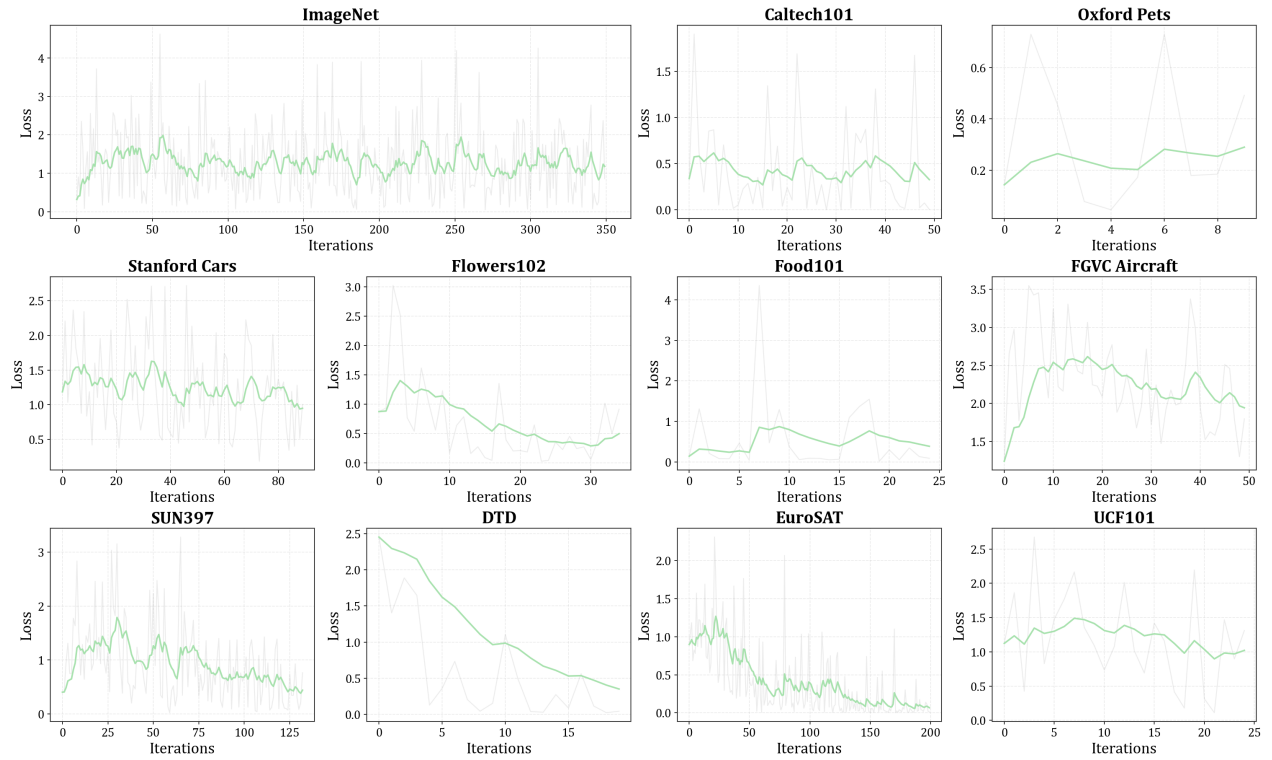 ImageNet
Loss
4
3
2
1
0
0 50 100 150 200 250 300 350
Iterations
Caltech101
Loss
1.5
1.0
0.5
0.0
0 10 20 30 40 50
Iterations
Oxford Pets
Loss
0.6
0.4
0.2
0 2 4 6 8
Iterations
Stanford Cars
Loss
2.5
2.0
1.5
1.0
0.5
0 20 40 60 80
Iterations
Flowers102
Loss
3.0
2.5
2.0
1.5
1.0
0.5
0.0
0 10 20 30
Iterations
Food101
Loss
4
3
2
1
0
0 5 10 15 20 25
Iterations
FGVC Aircraft
Loss
3.5
3.0
2.5
2.0
1.5
0 10 20 30 40 50
Iterations
SUN397
Loss
3
2
1
0
0 25 50 75 100 125
Iterations
DTD
Loss
2.5
2.0
1.5
1.0
0.5
0.0
0 5 10 15
Iterations
EuroSAT
Loss
2.0
1.5
1.0
0.5
0.0
0 50 100 150 200
Iterations
UCF101
Loss
2.5
2.0
1.5
1.0
0.5
0.0
0 5 10 15 20 25
Iterations